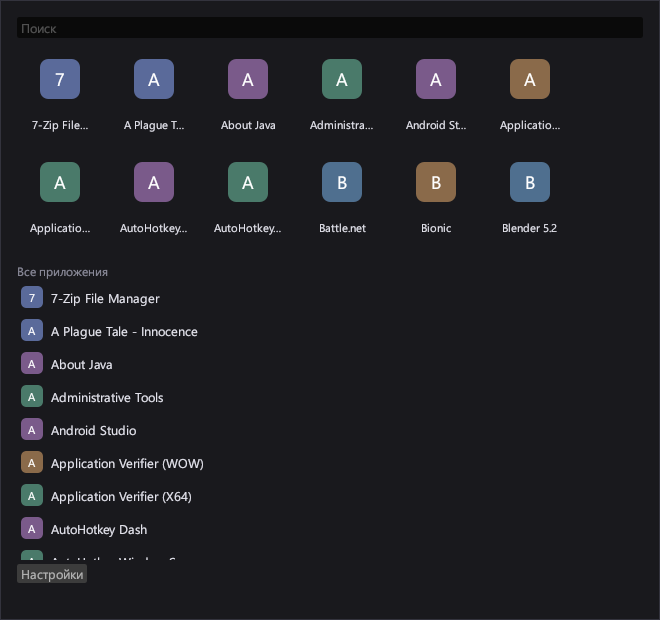 Поиск
7 A A A A A
7-Zip File... A Plague T... About Java Administra... Android St... Applicatio...
A A A B B B
Applicatio... AutoHotkey... AutoHotkey... Battle.net Bionic Blender 5.2
Все приложения
7 7-Zip File Manager
A A Plague Tale - Innocence
A About Java
A Administrative Tools
A Android Studio
A Application Verifier (WOW)
A Application Verifier (X64)
A AutoHotkey Dash
Настройки